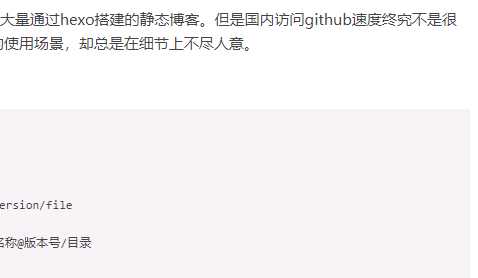 大量通过hexo搭建的静态博客。但是国内访问github速度终究不是很
的使用场景，却总是在细节上不尽人意。
ersion/file
名称@版本号/目录